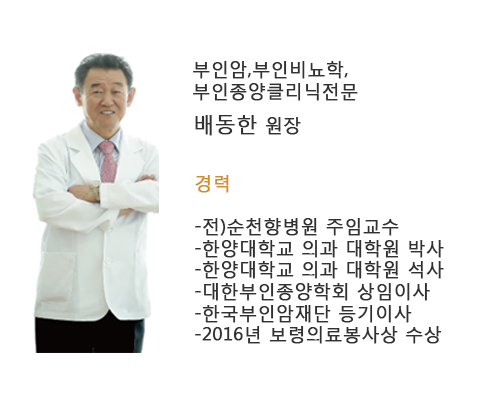 부인암,부인비뇨학,
부인종양클리닉전문
배동한 원장
경력
-전)순천향병원 주임교수
-한양대학교 의과 대학원 박사
-한양대학교 의과 대학원 석사
-대한부인종양학회 상임이사
-한국부인암재단 등기이사
-2016년 보령의료봉사상 수상